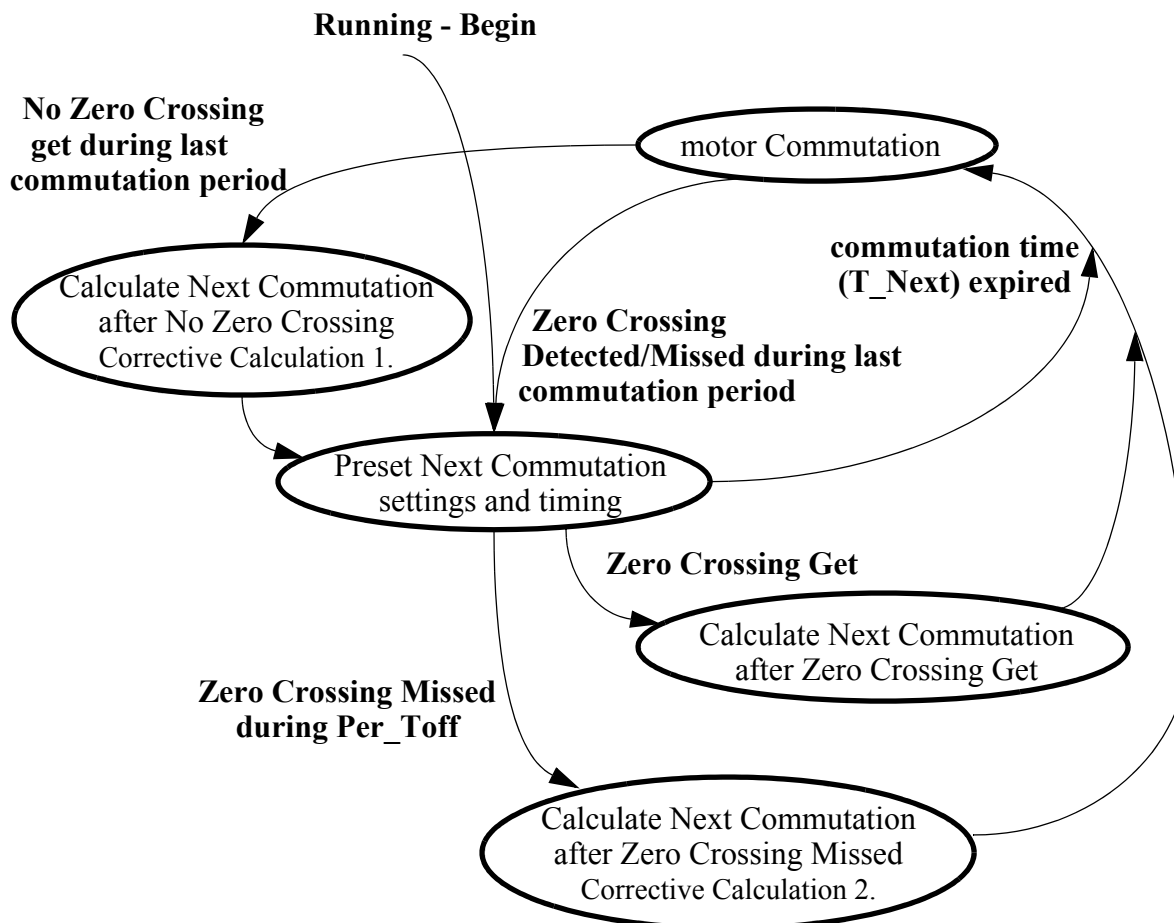 Running - Begin
No Zero Crossing
get during last
commutation period
motor Commutation
commutation time
(T_Next) expired
Calculate Next Commutation
after No Zero Crossing
Corrective Calculation 1.
Zero Crossing
Detected/Missed during last
commutation period
Preset Next Commutation
settings and timing
Zero Crossing Get
Calculate Next Commutation
after Zero Crossing Get
Zero Crossing Missed
during Per_Toff
Calculate Next Commutation
after Zero Crossing Missed
Corrective Calculation 2.